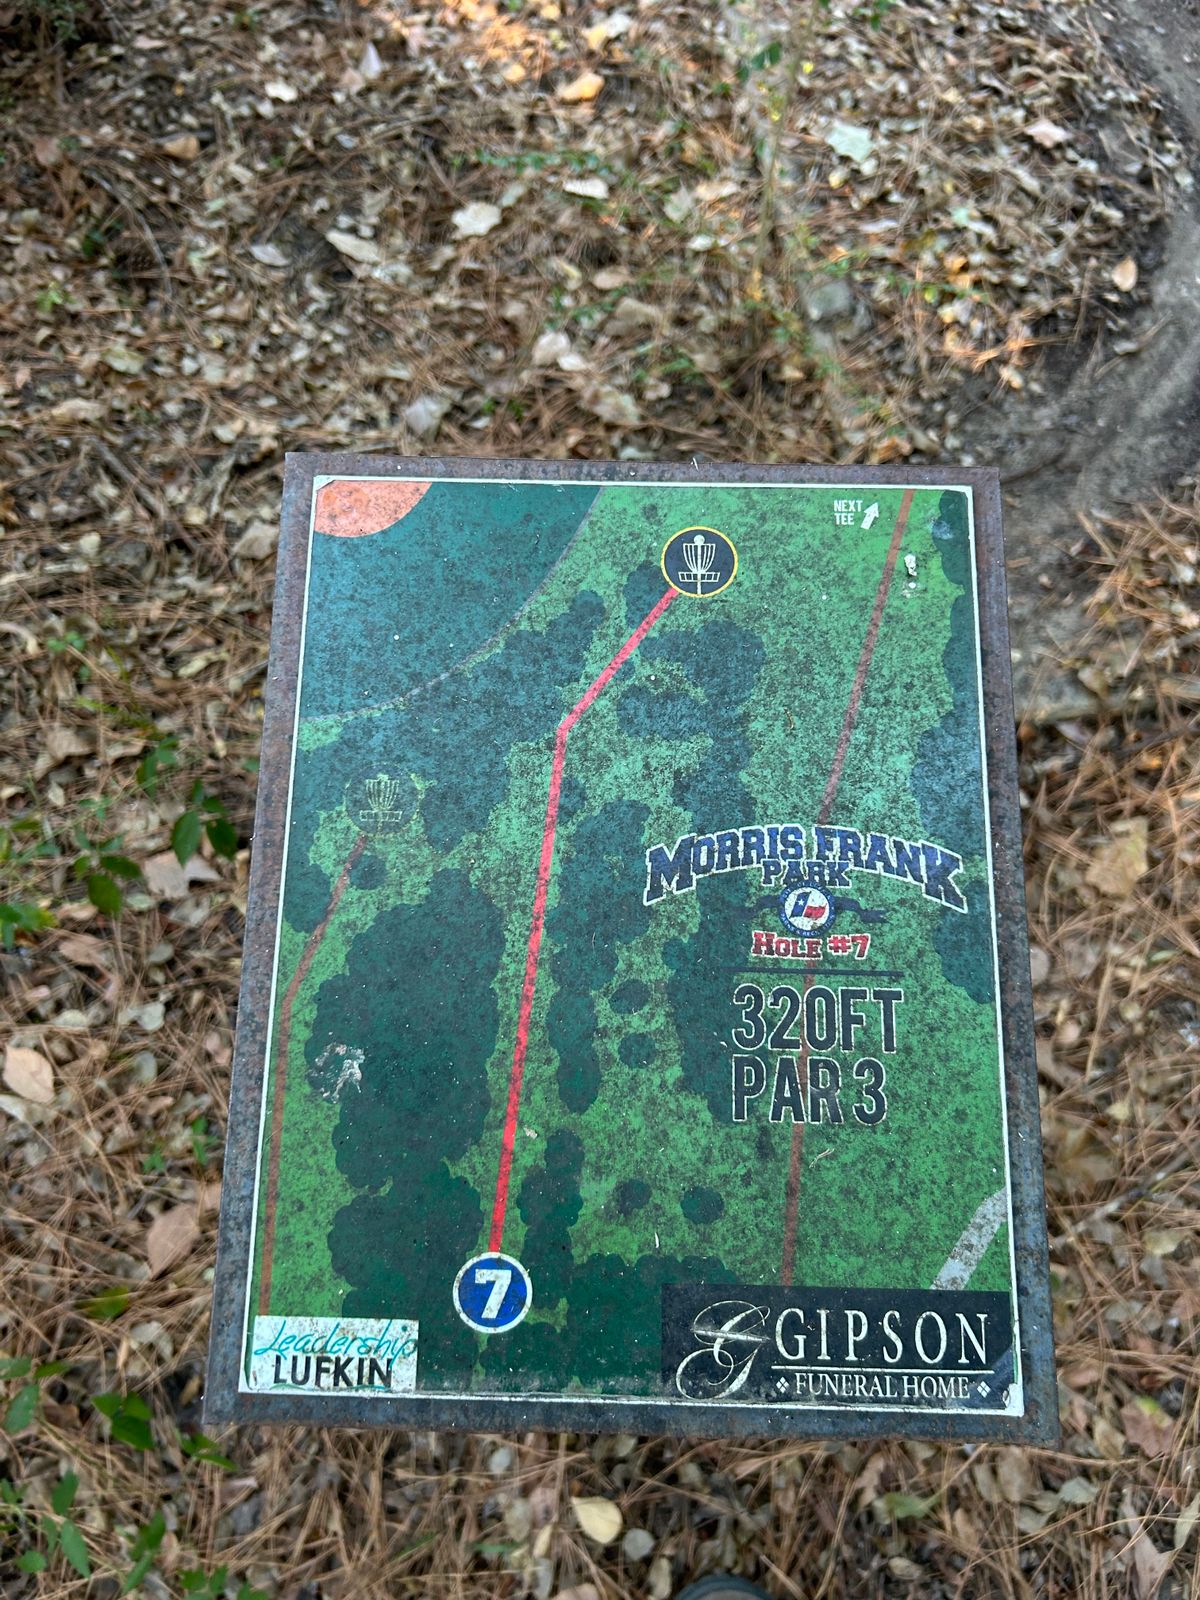 NEXT
TEE
MORRIS FRANK
PARK
HOLE #7
320FT
PAR 3
7
Leadership
LUFKIN
GIPSON
FUNERAL HOME